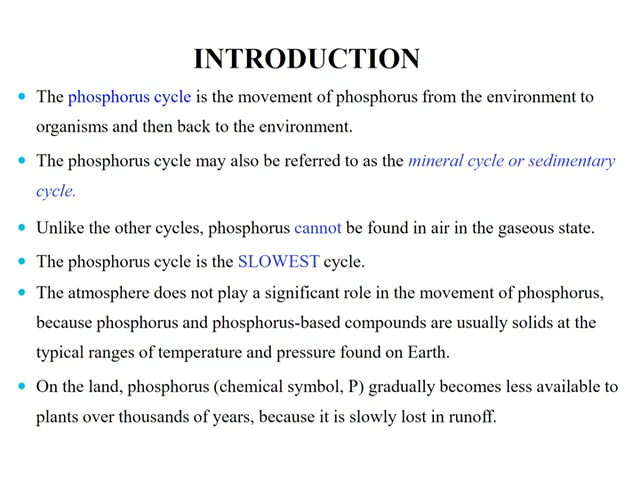 INTRODUCTION
• The phosphorus cycle is the movement of phosphorus from the environment to
organisms and then back to the environment.
• The phosphorus cycle may also be referred to as the mineral cycle or sedimentary
cycle.
• Unlike the other cycles, phosphorus cannot be found in air in the gaseous state.
• The phosphorus cycle is the SLOWEST cycle.
• The atmosphere does not play a significant role in the movement of phosphorus,
because phosphorus and phosphorus-based compounds are usually solids at the
typical ranges of temperature and pressure found on Earth.
• On the land, phosphorus (chemical symbol, P) gradually becomes less available to
plants over thousands of years, because it is slowly lost in runoff.